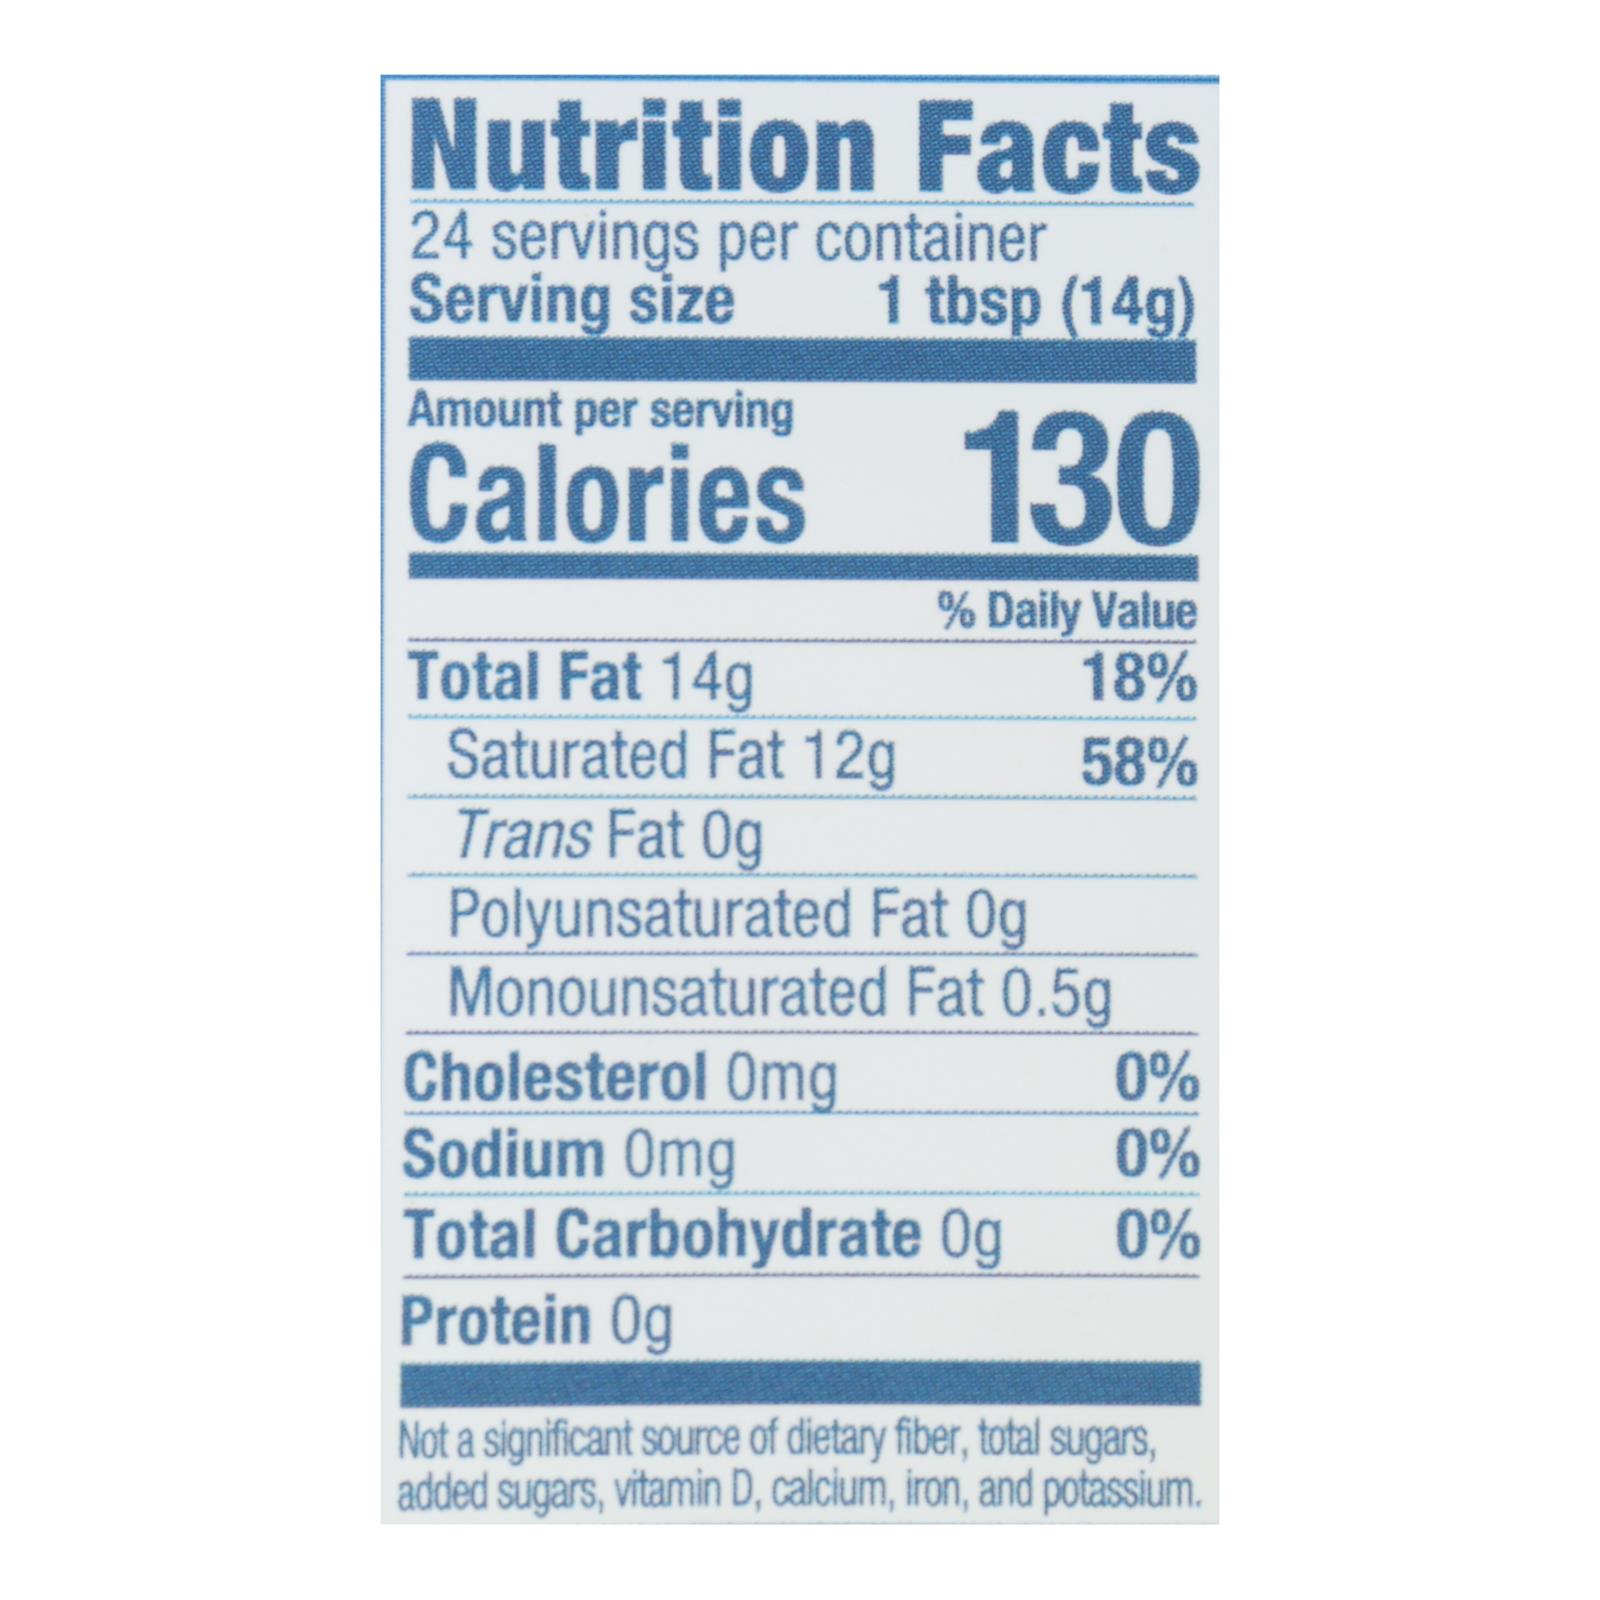 Nutrition Facts
24 servings per container
Serving size 1 tbsp (14g)
Amount per serving
Calories 130
% Daily Value
Total Fat 14g 18%
Saturated Fat 12g 58%
Trans Fat 0g
Polyunsaturated Fat 0g
Monounsaturated Fat 0.5g
Cholesterol 0mg 0%
Sodium 0mg 0%
Total Carbohydrate 0g 0%
Protein 0g
Not a significant source of dietary fiber, total sugars,
added sugars, vitamin D, calcium, iron, and potassium.